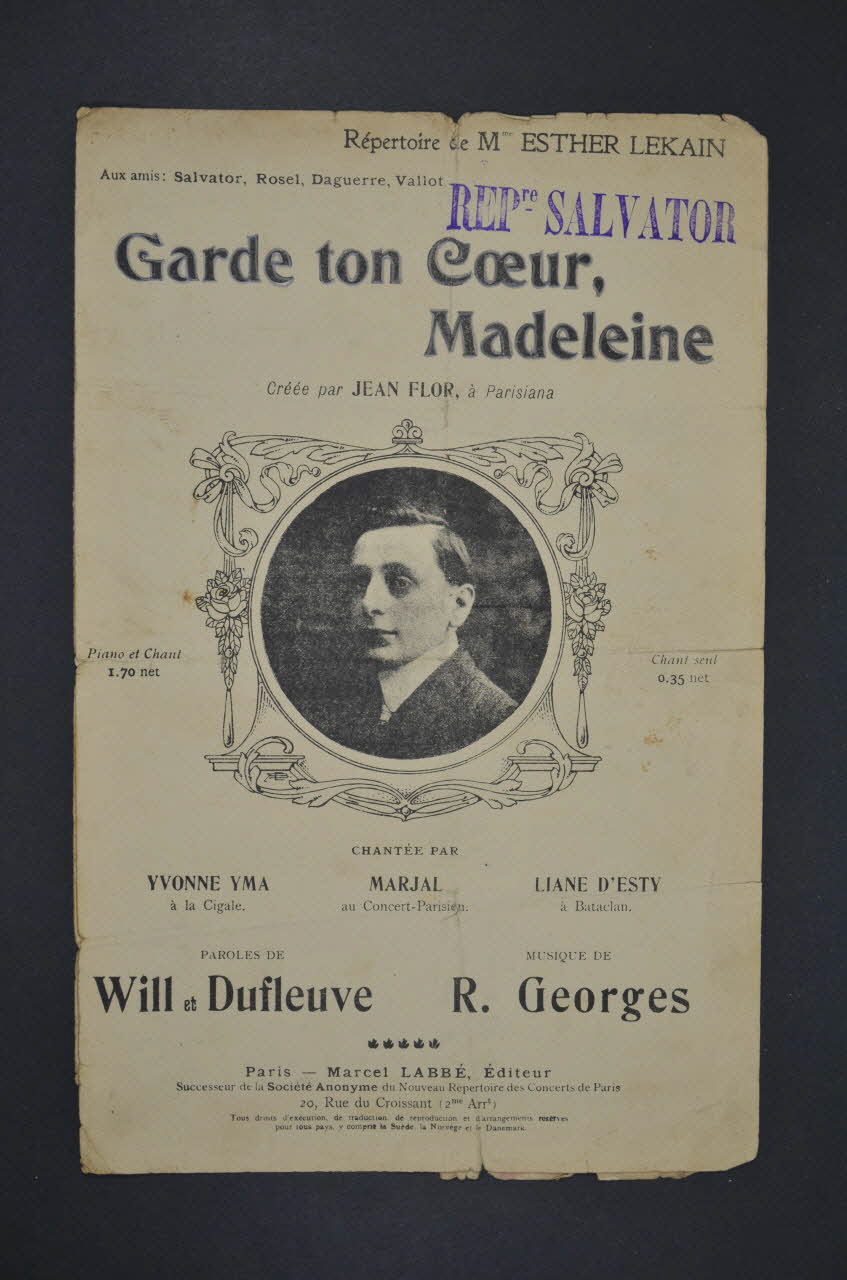 Répertoire de Mme ESTHER LEKAIN
Aux amis: Salvator, Rosel, Daguerre, Vallot
REPre SALVATOR
Garde ton Cœur,
Madeleine
Créée par JEAN FLOR, à Parisiana
Piano et Chant
1.70 net
Chant seul
0.35 net
CHANTÉE PAR
YVONNE YMA
à la Cigale.
MARJAL
au Concert-Parisien.
LIANE D'ESTY
à Bataclan.
PAROLES DE
Will et Dufleuve
MUSIQUE DE
R. Georges
Paris — Marcel LABBÉ, Éditeur
Successeur de la Société Anonyme du Nouveau Répertoire des Concerts de Paris
20, Rue du Croissant (2me Arrt)
Tous droits d'exécution, de traduction, de reproduction et d'arrangements réservés
pour tous pays, y compris la Suède, la Norvège et le Danemark.